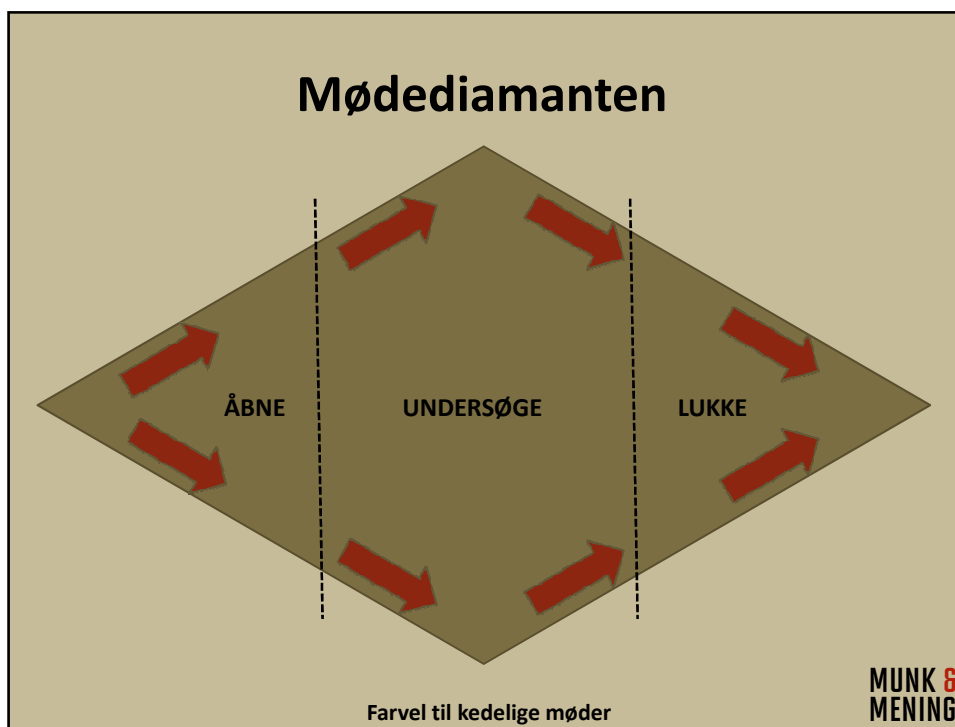 Mødediamanten
ÅBNE
UNDERSØGE
LUKKE
Farvel til kedelige møder
MUNK &
MENING